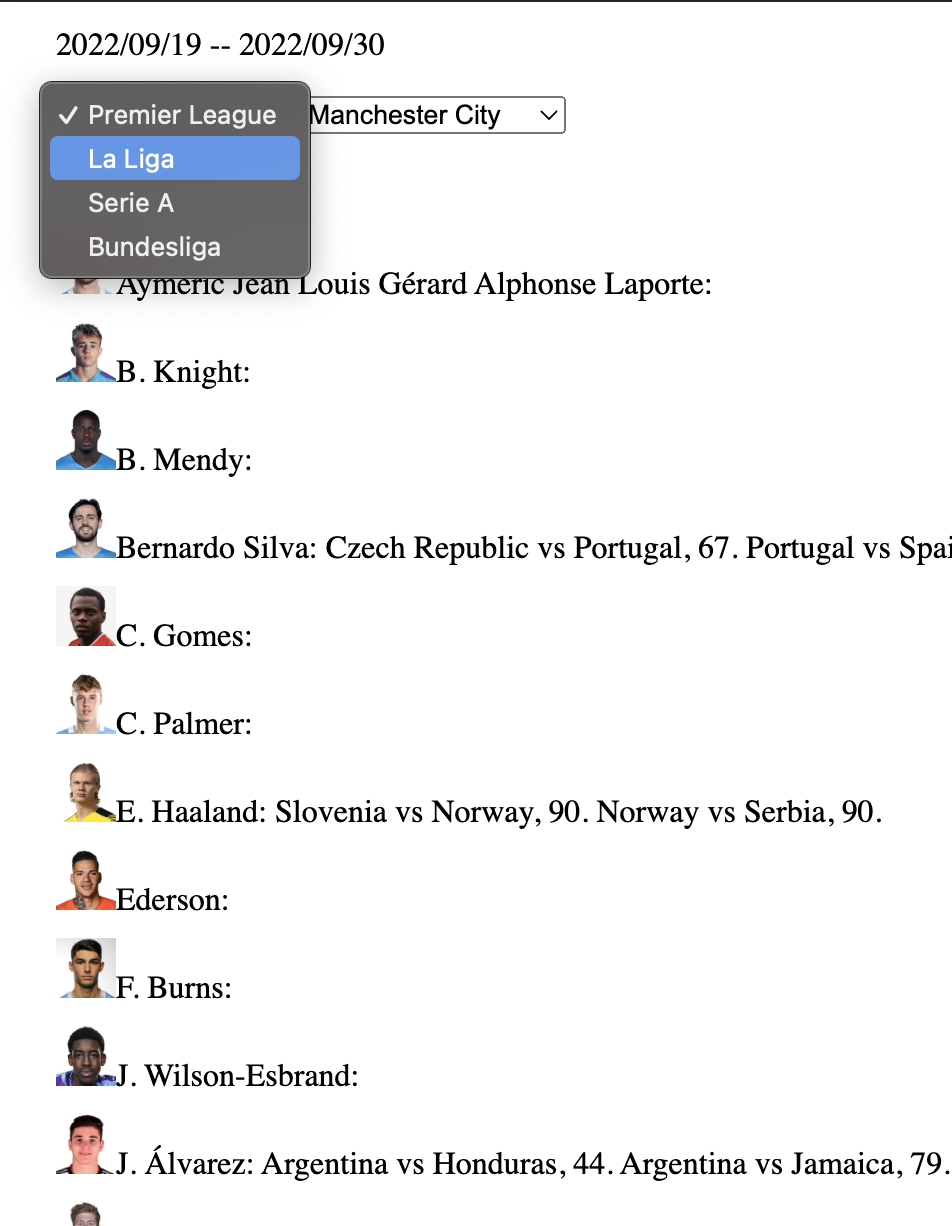 2022/09/19 -- 2022/09/30
✓ Premier League
Manchester City
La Liga
Serie A
Bundesliga
Aymeric Jean Louis Gérard Alphonse Laporte:
B. Knight:
B. Mendy:
Bernardo Silva: Czech Republic vs Portugal, 67. Portugal vs Spai
C. Gomes:
C. Palmer:
E. Haaland: Slovenia vs Norway, 90. Norway vs Serbia, 90.
Ederson:
F. Burns:
J. Wilson-Esbrand:
J. Álvarez: Argentina vs Honduras, 44. Argentina vs Jamaica, 79.